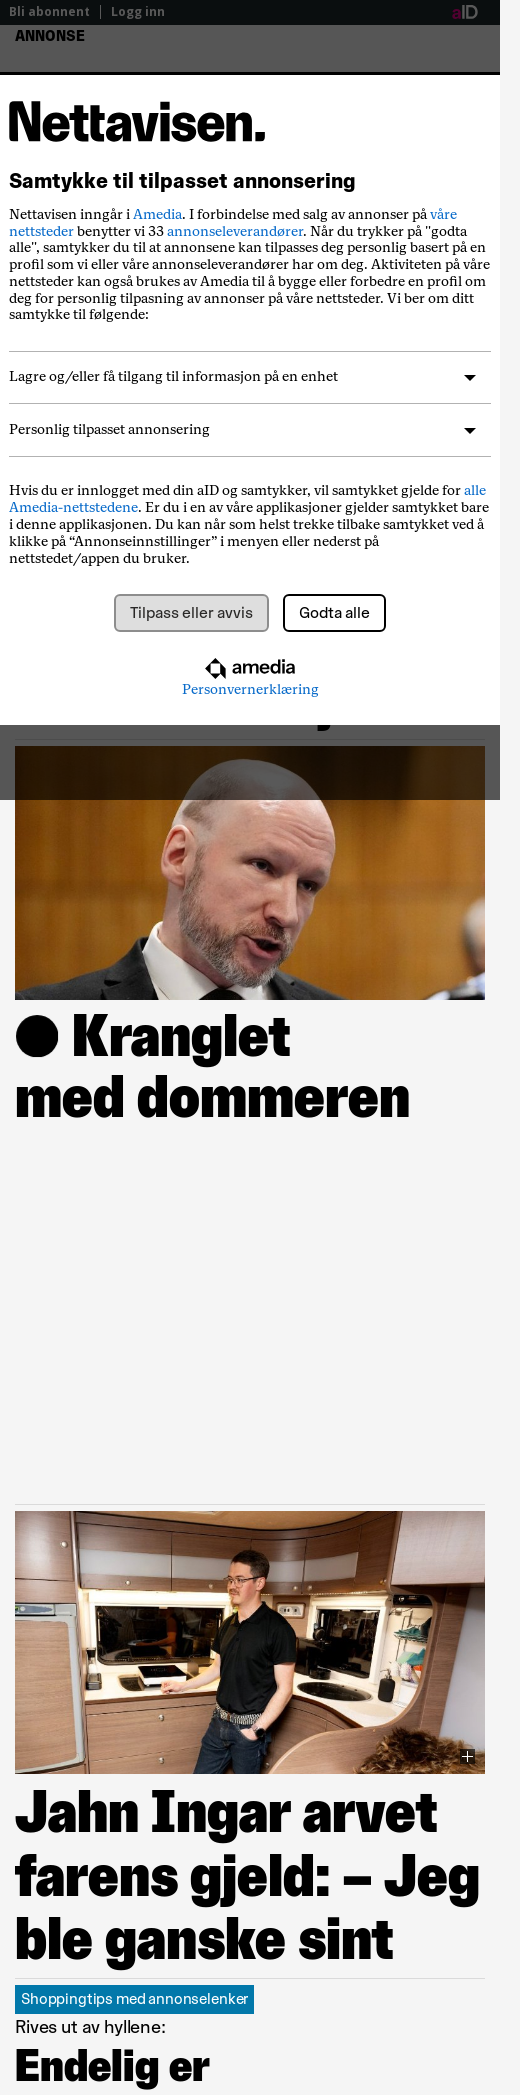 Bli abonnent | Logg inn aID
ANNONSE
Nettavisen.
Samtykke til tilpasset annonsering
Nettavisen inngår i Amedia. I forbindelse med salg av annonser på våre
nettsteder benytter vi 33 annonseleverandører. Når du trykker på "godta
alle", samtykker du til at annonsene kan tilpasses deg personlig basert på en
profil som vi eller våre annonseleverandører har om deg. Aktiviteten på våre
nettsteder kan også brukes av Amedia til å bygge eller forbedre en profil om
deg for personlig tilpasning av annonser på våre nettsteder. Vi ber om ditt
samtykke til følgende:
Lagre og/eller få tilgang til informasjon på en enhet
Personlig tilpasset annonsering
Hvis du er innlogget med din aID og samtykker, vil samtykket gjelde for alle
Amedia-nettstedene. Er du i en av våre applikasjoner gjelder samtykket bare
i denne applikasjonen. Du kan når som helst trekke tilbake samtykket ved å
klikke på “Annonseinnstillinger” i menyen eller nederst på
nettstedet/appen du bruker.
Tilpass eller avvis Godta alle
amedia
Personvernerklæring
Kranglet
med dommeren
Jahn Ingar arvet
farens gjeld: – Jeg
ble ganske sint
Shoppingtips med annonselenker
Rives ut av hyllene:
Endelig er